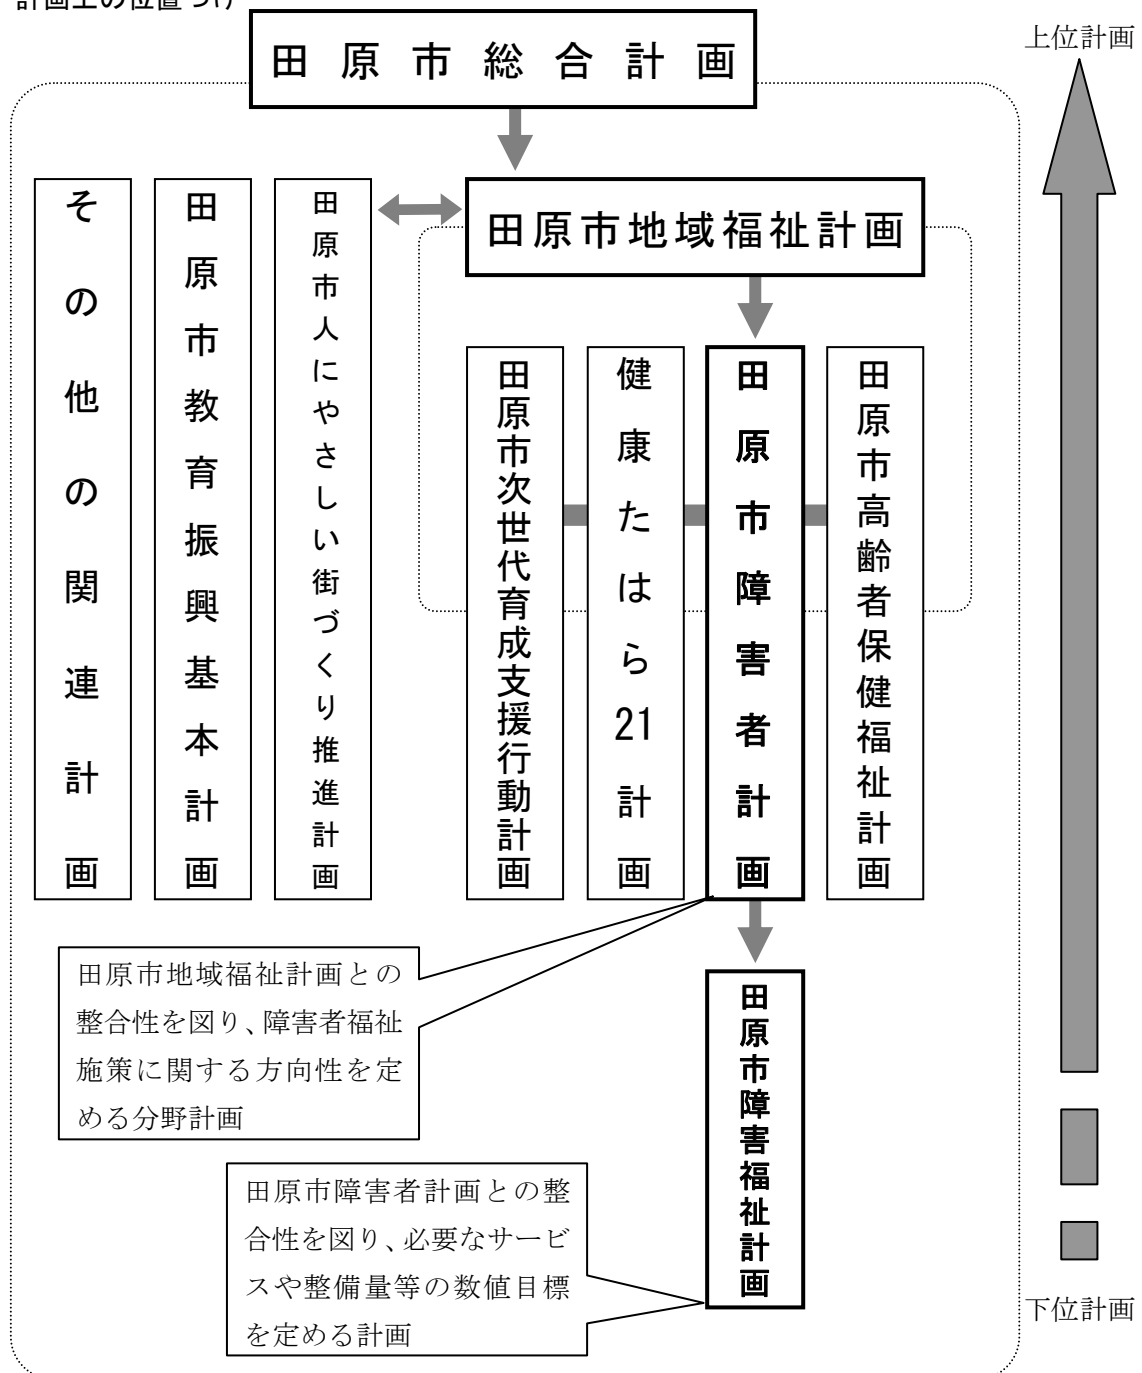 計画上の位置づけ
田原市総合計画
上位計画
その他の関連計画
田原市教育振興基本計画
田原市人にやさしい街づくり推進計画
田原市地域福祉計画
田原市次世代育成支援行動計画
健康たはら21計画
田原市障害者計画
田原市高齢者保健福祉計画
田原市地域福祉計画との
整合性を図り、障害者福祉
施策に関する方向性を定
める分野計画
田原市障害福祉計画
田原市障害者計画との整
合性を図り、必要なサービ
スや整備量等の数値目標
を定める計画
下位計画